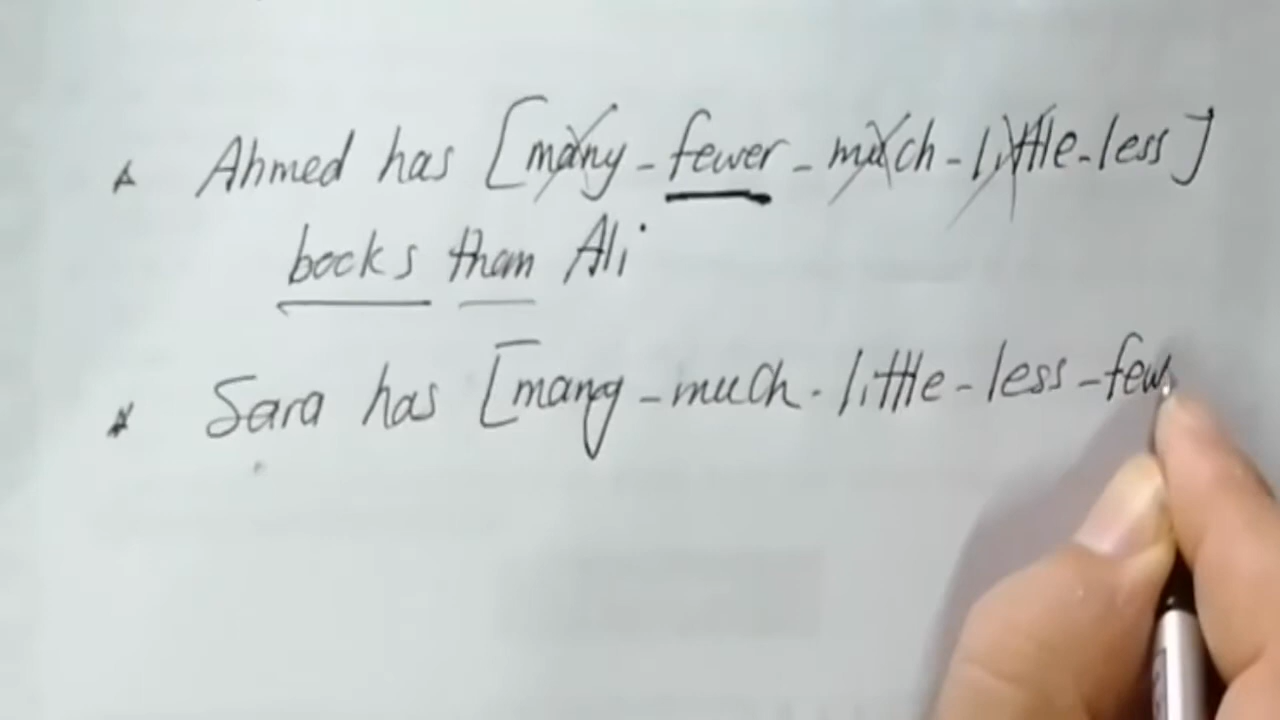 Ahmed has [many - fewer - much - little - less]
books than Ali
Sara has [many - much - little - less - few